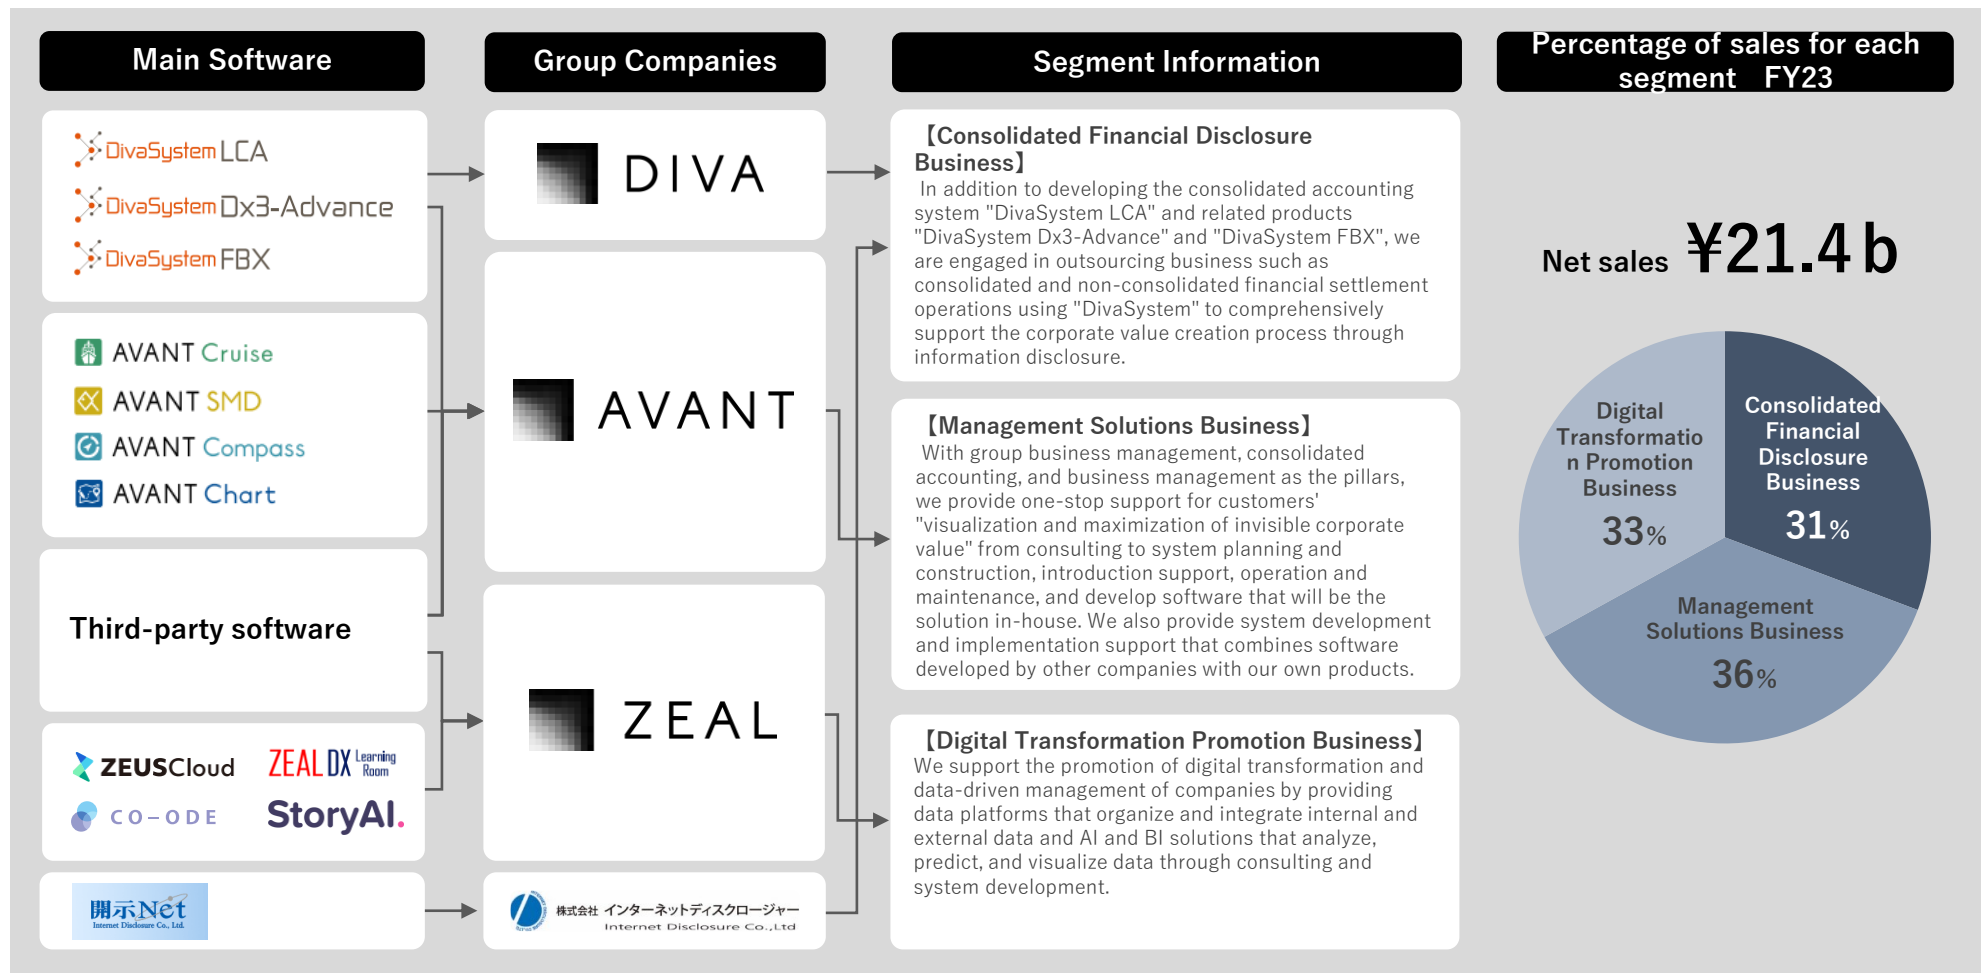 Main Software
DivaSystem LCA
DivaSystem Dx3-Advance
DivaSystem FBX
AVANT Cruise
AVANT SMD
AVANT Compass
AVANT Chart
Third-party software
ZEUSCloud
ZEAL DX Learning
Room
CO-ODE
StoryAI.
開示Net
Internet Disclosure Co., Ltd.
Group Companies
DIVA
AVANT
ZEAL
株式会社 インターネットディスクロージャー
Internet Disclosure Co.,Ltd
Segment Information
【Consolidated Financial Disclosure
Business】
In addition to developing the consolidated accounting
system "DivaSystem LCA" and related products
"DivaSystem Dx3-Advance" and "DivaSystem FBX", we
are engaged in outsourcing business such as
consolidated and non-consolidated financial settlement
operations using "DivaSystem" to comprehensively
support the corporate value creation process through
information disclosure.
【Management Solutions Business】
With group business management, consolidated
accounting, and business management as the pillars,
we provide one-stop support for customers'
"visualization and maximization of invisible corporate
value" from consulting to system planning and
construction, introduction support, operation and
maintenance, and develop software that will be the
solution in-house. We also provide system development
and implementation support that combines software
developed by other companies with our own products.
【Digital Transformation Promotion Business】
We support the promotion of digital transformation and
data-driven management of companies by providing
data platforms that organize and integrate internal and
external data and AI and BI solutions that analyze,
predict, and visualize data through consulting and
system development.
Percentage of sales for each
segment FY23
Net sales ¥21.4 b
Digital
Transformatio
n Promotion
Business
33%
Consolidated
Financial
Disclosure
Business
31%
Management
Solutions Business
36%